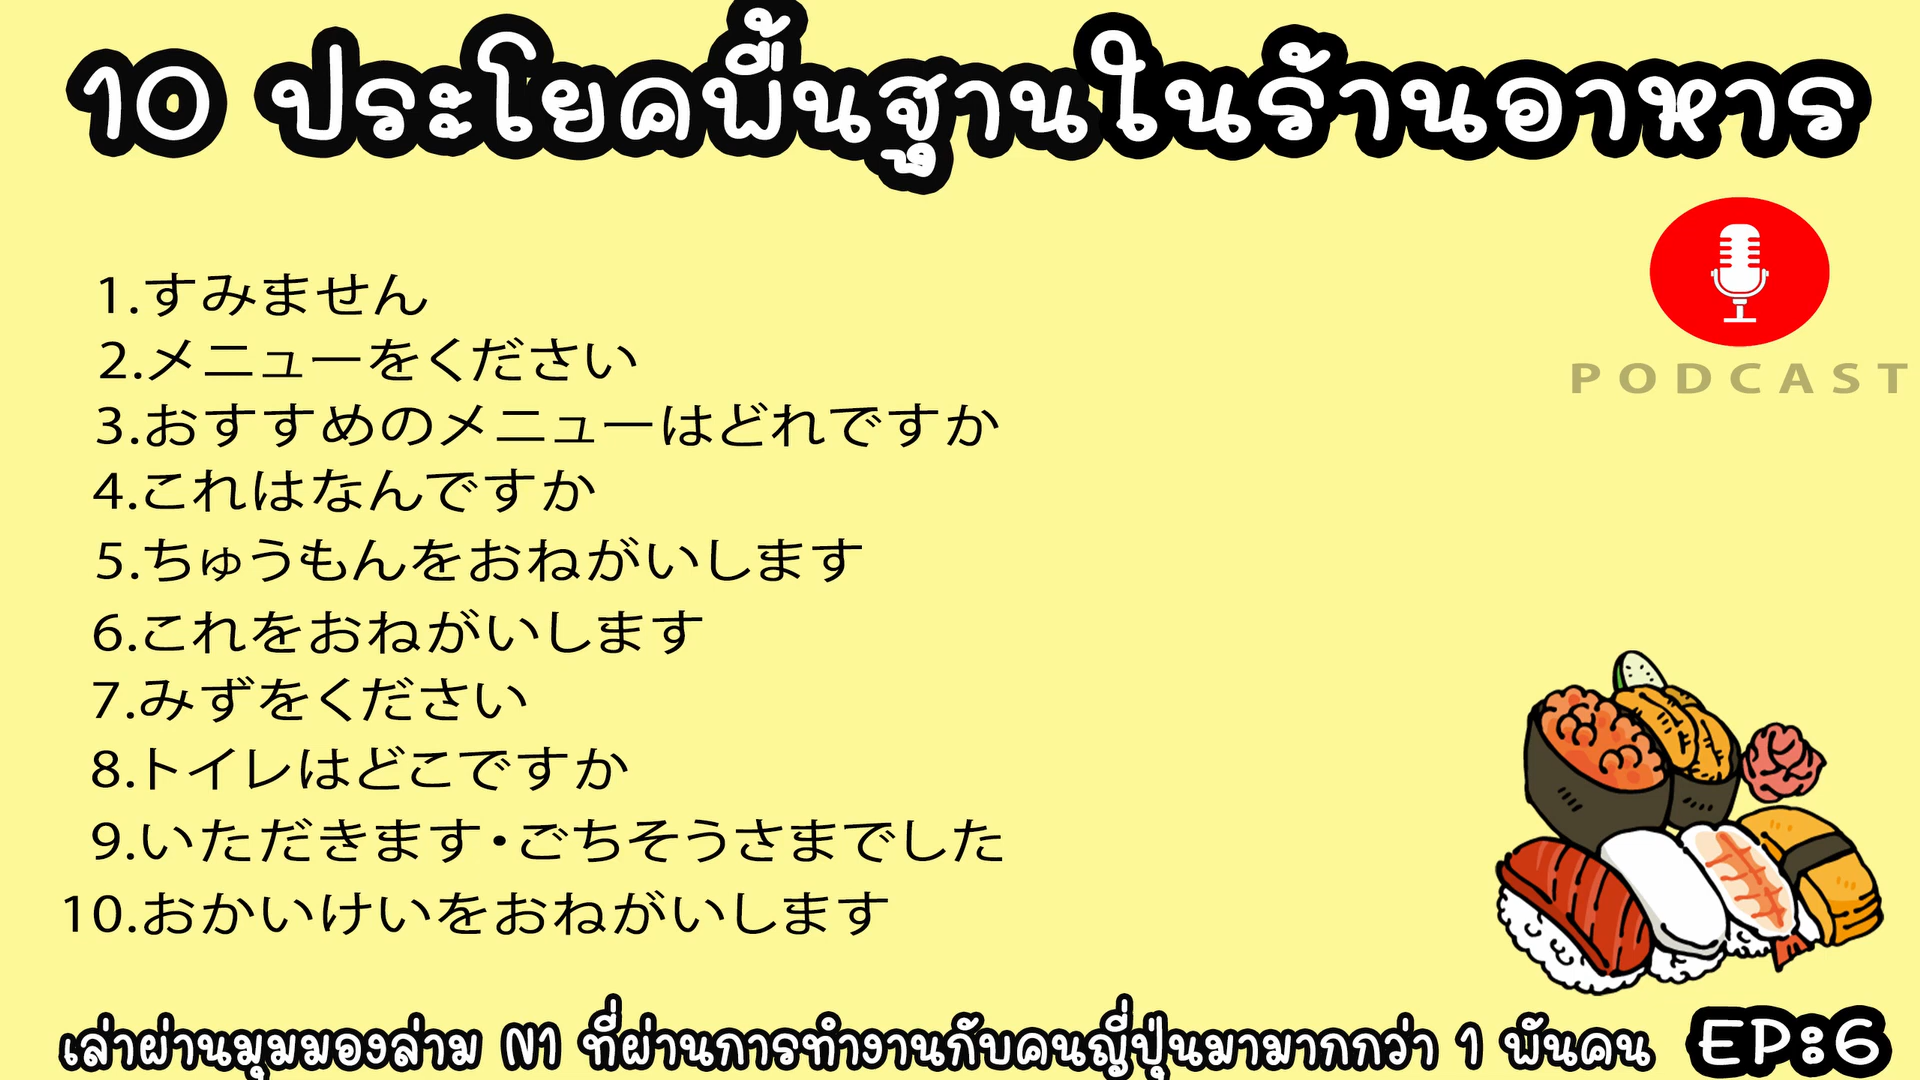 10 ประโยคพื้นฐานในร้านอาหาร
PODCAST
1.すみません
2.メニューをください
3.おすすめのメニューはどれですか
4.これはなんですか
5.ちゅうもんをおねがいします
6.これをおねがいします
7.みずをください
8.トイレはどこですか
9.いただきます・ごちそうさまでした
10.おかいけいをおねがいします
เล่าผ่านมุมมองล่าม N1 ที่ผ่านการทำงานกับคนญี่ปุ่นมามากกว่า 1 พันคน EP:6